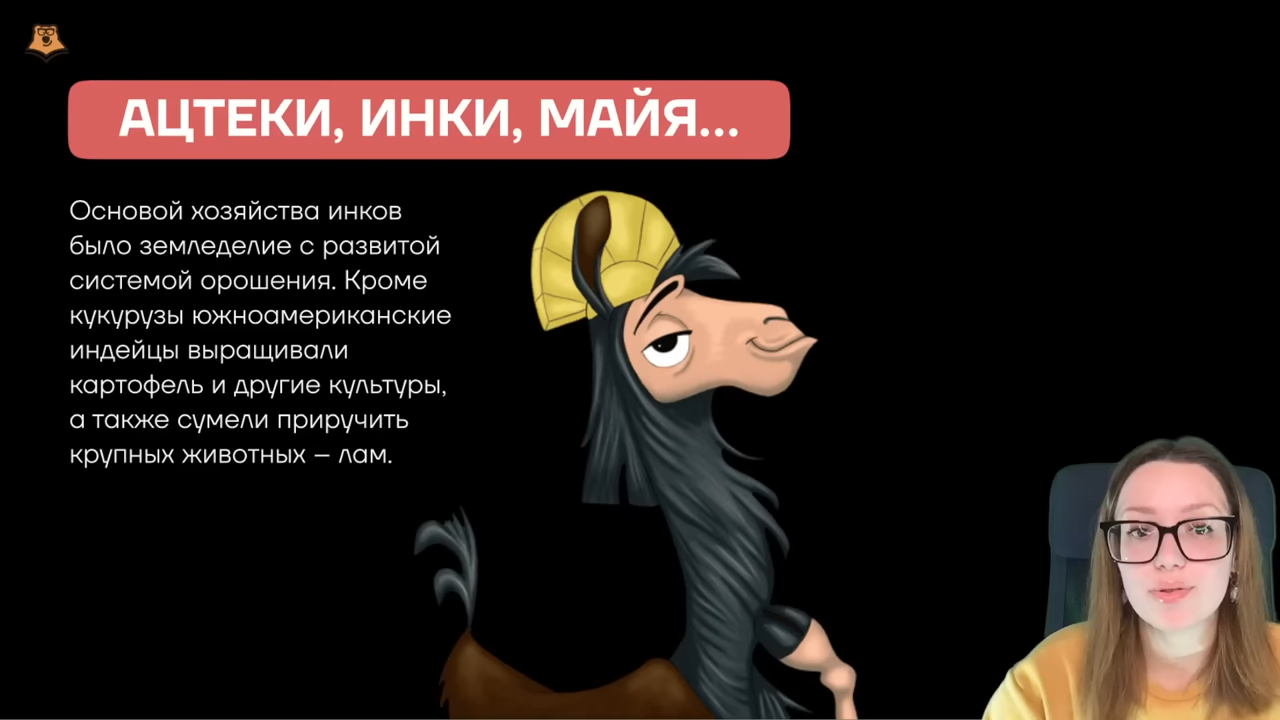 АЦТЕКИ, ИНКИ, МАЙЯ...
Основой хозяйства инков
было земледелие с развитой
системой орошения. Кроме
кукурузы южноамериканские
индейцы выращивали
картофель и другие культуры,
а также сумели приручить
крупных животных – лам.